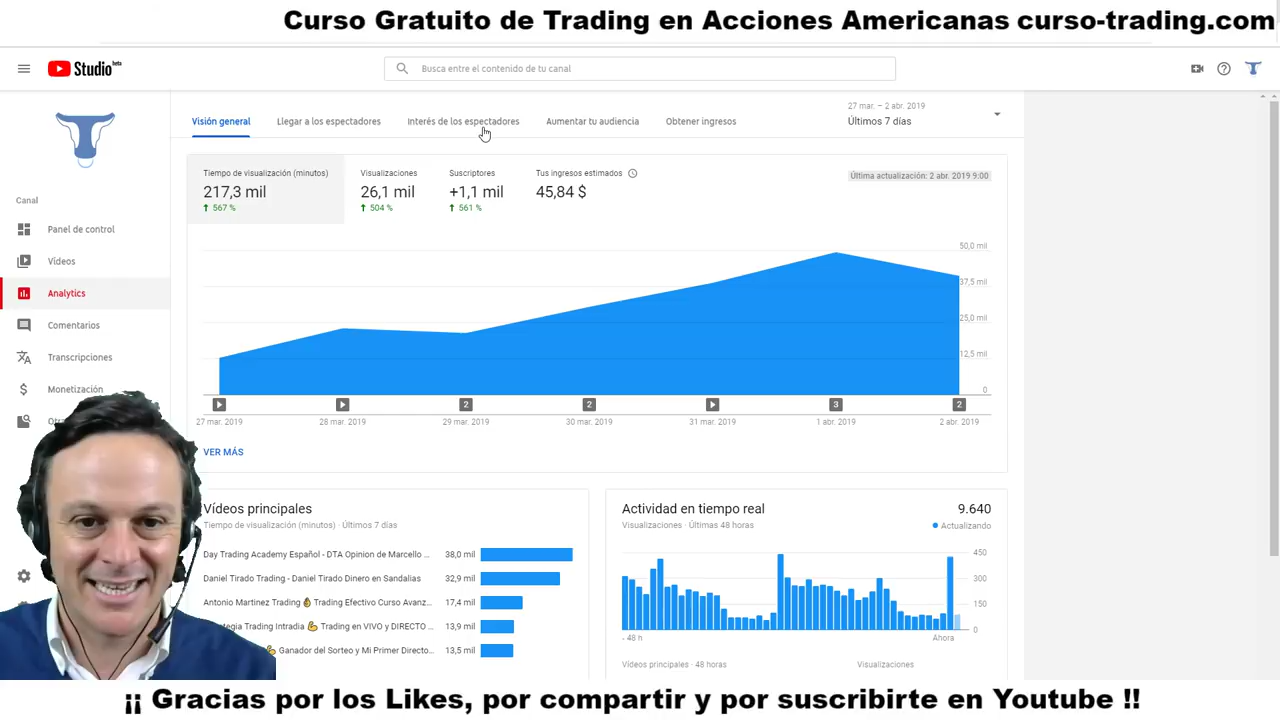 Curso Gratuito de Trading en Acciones Americanas curso-trading.com
Studio beta
Busca entre el contenido de tu canal
Visión general
Llegar a los espectadores
Interés de los espectadores
Aumentar tu audiencia
Obtener ingresos
27 mar. – 2 abr. 2019
Últimos 7 días
Canal
Panel de control
Vídeos
Analytics
Comentarios
Transcripciones
Monetización
Tiempo de visualización (minutos)
217,3 mil
567 %
Visualizaciones
26,1 mil
504 %
Suscriptores
+1,1 mil
561 %
Tus ingresos estimados
45,84 $
Última actualización: 2 abr. 2019 9:00
50,0 mil
37,5 mil
25,0 mil
12,5 mil
0
2
2
3
2
27 mar. 2019
28 mar. 2019
29 mar. 2019
30 mar. 2019
31 mar. 2019
1 abr. 2019
2 abr. 2019
VER MÁS
Vídeos principales
Tiempo de visualización (minutos) · Últimos 7 días
Day Trading Academy Español - DTA Opinion de Marcello ... 38,0 mil
Daniel Tirado Trading - Daniel Tirado Dinero en Sandalias 32,9 mil
Antonio Martinez Trading 👌 Trading Efectivo Curso Avanz... 17,4 mil
Trading Intradia 💪 Trading en VIVO y DIRECTO ... 13,9 mil
💪 Ganador del Sorteo y Mi Primer Directo... 13,5 mil
Actividad en tiempo real
9.640
Visualizaciones · Últimas 48 horas
Actualizando
450
300
150
0
- 48 h
Ahora
Vídeos principales · 48 horas
Visualizaciones
¡¡ Gracias por los Likes, por compartir y por suscribirte en Youtube !!